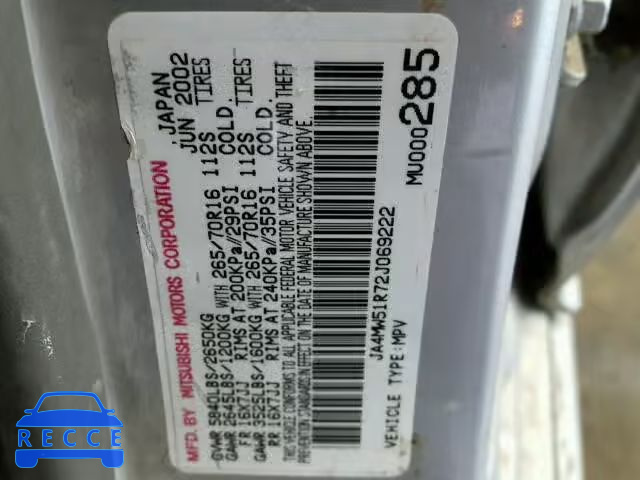 MFD. BY MITSUBISHI MOTORS CORPORATION, JAPAN
JUN 2002
GVWR 5840LBS/2650KG
GAWR 2645LBS/1200KG WITH 265/70R16 112S TIRES
FR 16X7JJ RIMS AT 200KPa//29PSI COLD.
GAWR 3525LBS/1600KG WITH 265/70R16 112S TIRES
RR 16X7JJ RIMS AT 240KPa//35PSI COLD.
THIS VEHICLE CONFORMS TO ALL APPLICABLE FEDERAL MOTOR VEHICLE SAFETY AND THEFT
PREVENTION STANDARDS IN EFFECT ON THE DATE OF MANUFACTURE SHOWN ABOVE.
JA4MW51R72J069222
VEHICLE TYPE:MPV
MU000285
RECCE